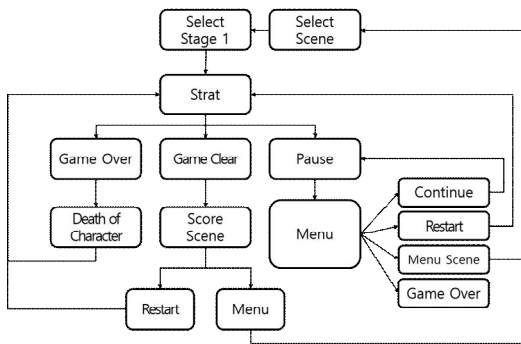 Select
Stage 1
Select
Scene
Strat
Game Over
Game Clear
Pause
Death of
Character
Score
Scene
Menu
Continue
Restart
Menu Scene
Game Over
Restart
Menu